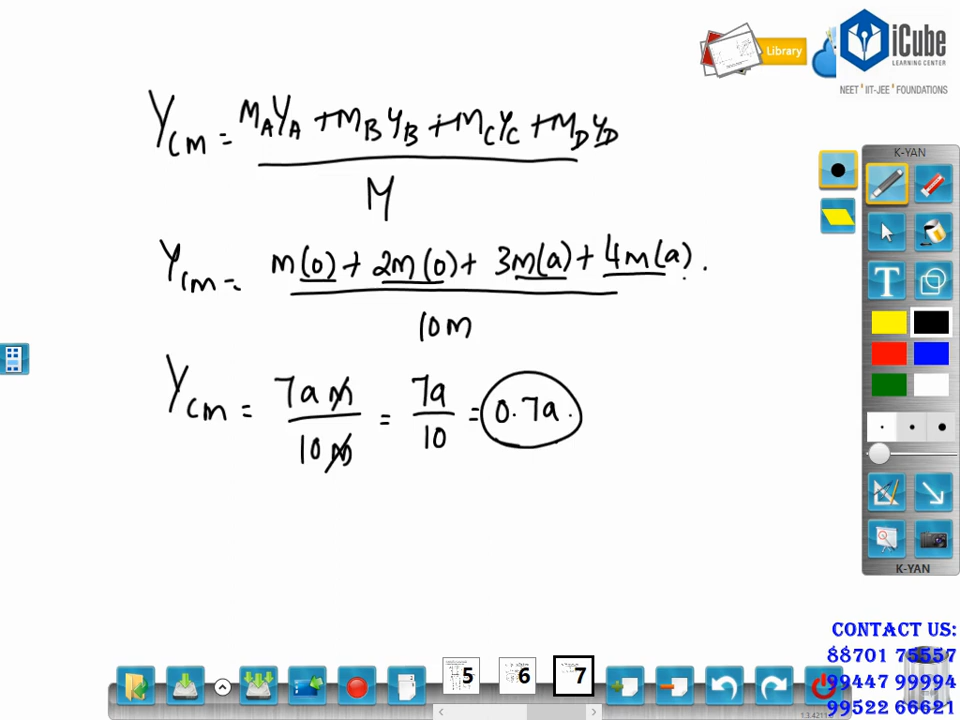 Library
iCube
LEARNING CENTER
NEET IIT-JEE FOUNDATIONS
Ycm = mAYA + mBYB + mCYC + mDYD
M
Ycm = m(0) + 2m(0) + 3m(a) + 4m(a) .
10m
Ycm = 7am = 7a = 0.7a.
10m 10
K-YAN
T
K-YAN
CONTACT US:
88701 75557
99447 99994
99522 66621
5 6 7